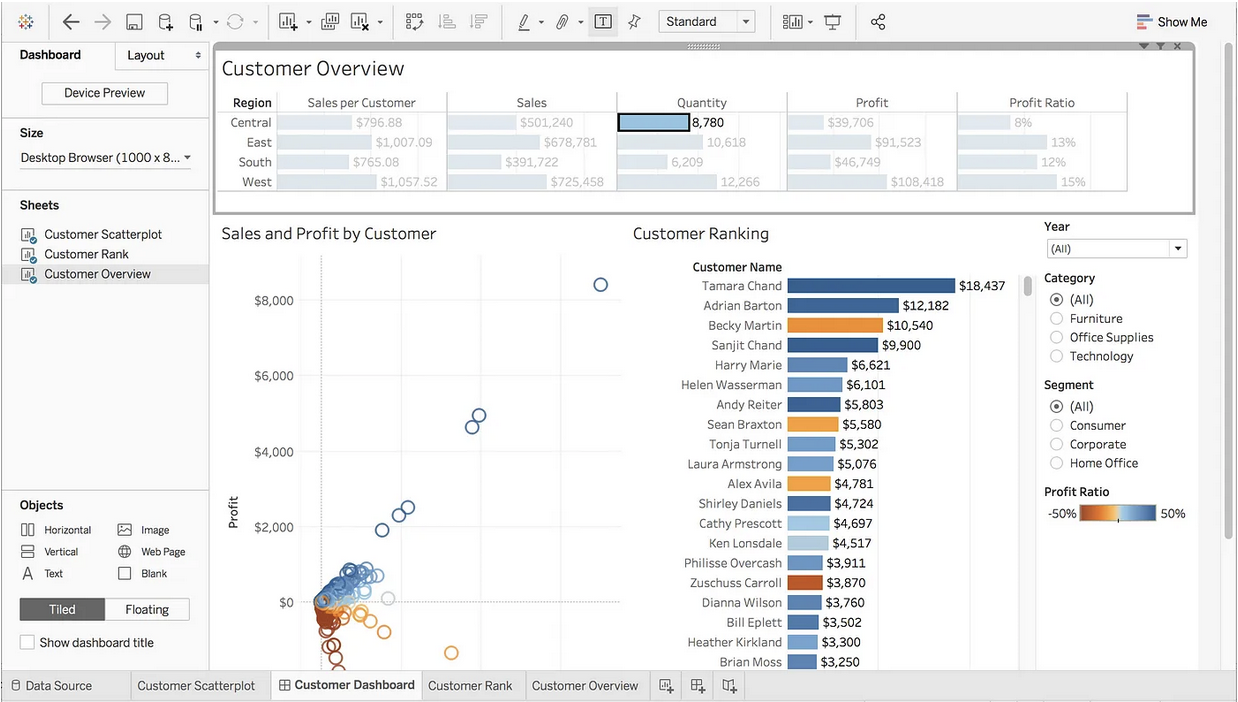 Standard
Show Me
Dashboard
Layout
Device Preview
Size
Desktop Browser (1000 x 8...
Sheets
Customer Scatterplot
Customer Rank
Customer Overview
Objects
Horizontal
Image
Vertical
Web Page
A Text
Blank
Tiled
Floating
Show dashboard title
Customer Overview
Region Sales per Customer Sales Quantity Profit Profit Ratio
Central $796.88 $501,240 8,780 $39,706 8%
East $1,007.09 $678,781 10,618 $91,523 13%
South $765.08 $391,722 6,209 $46,749 12%
West $1,057.52 $725,458 12,266 $108,418 15%
Sales and Profit by Customer
Profit
$8,000
$6,000
$4,000
$2,000
$0
Customer Ranking
Customer Name
Tamara Chand $18,437
Adrian Barton $12,182
Becky Martin $10,540
Sanjit Chand $9,900
Harry Marie $6,621
Helen Wasserman $6,101
Andy Reiter $5,803
Sean Braxton $5,580
Tonja Turnell $5,302
Laura Armstrong $5,076
Alex Avila $4,781
Shirley Daniels $4,724
Cathy Prescott $4,697
Ken Lonsdale $4,517
Philisse Overcash $3,911
Zuschuss Carroll $3,870
Dianna Wilson $3,760
Bill Eplett $3,502
Heather Kirkland $3,300
Brian Moss $3,250
Year
(All)
Category
(All)
Furniture
Office Supplies
Technology
Segment
(All)
Consumer
Corporate
Home Office
Profit Ratio
-50% 50%
Data Source
Customer Scatterplot
Customer Dashboard
Customer Rank
Customer Overview